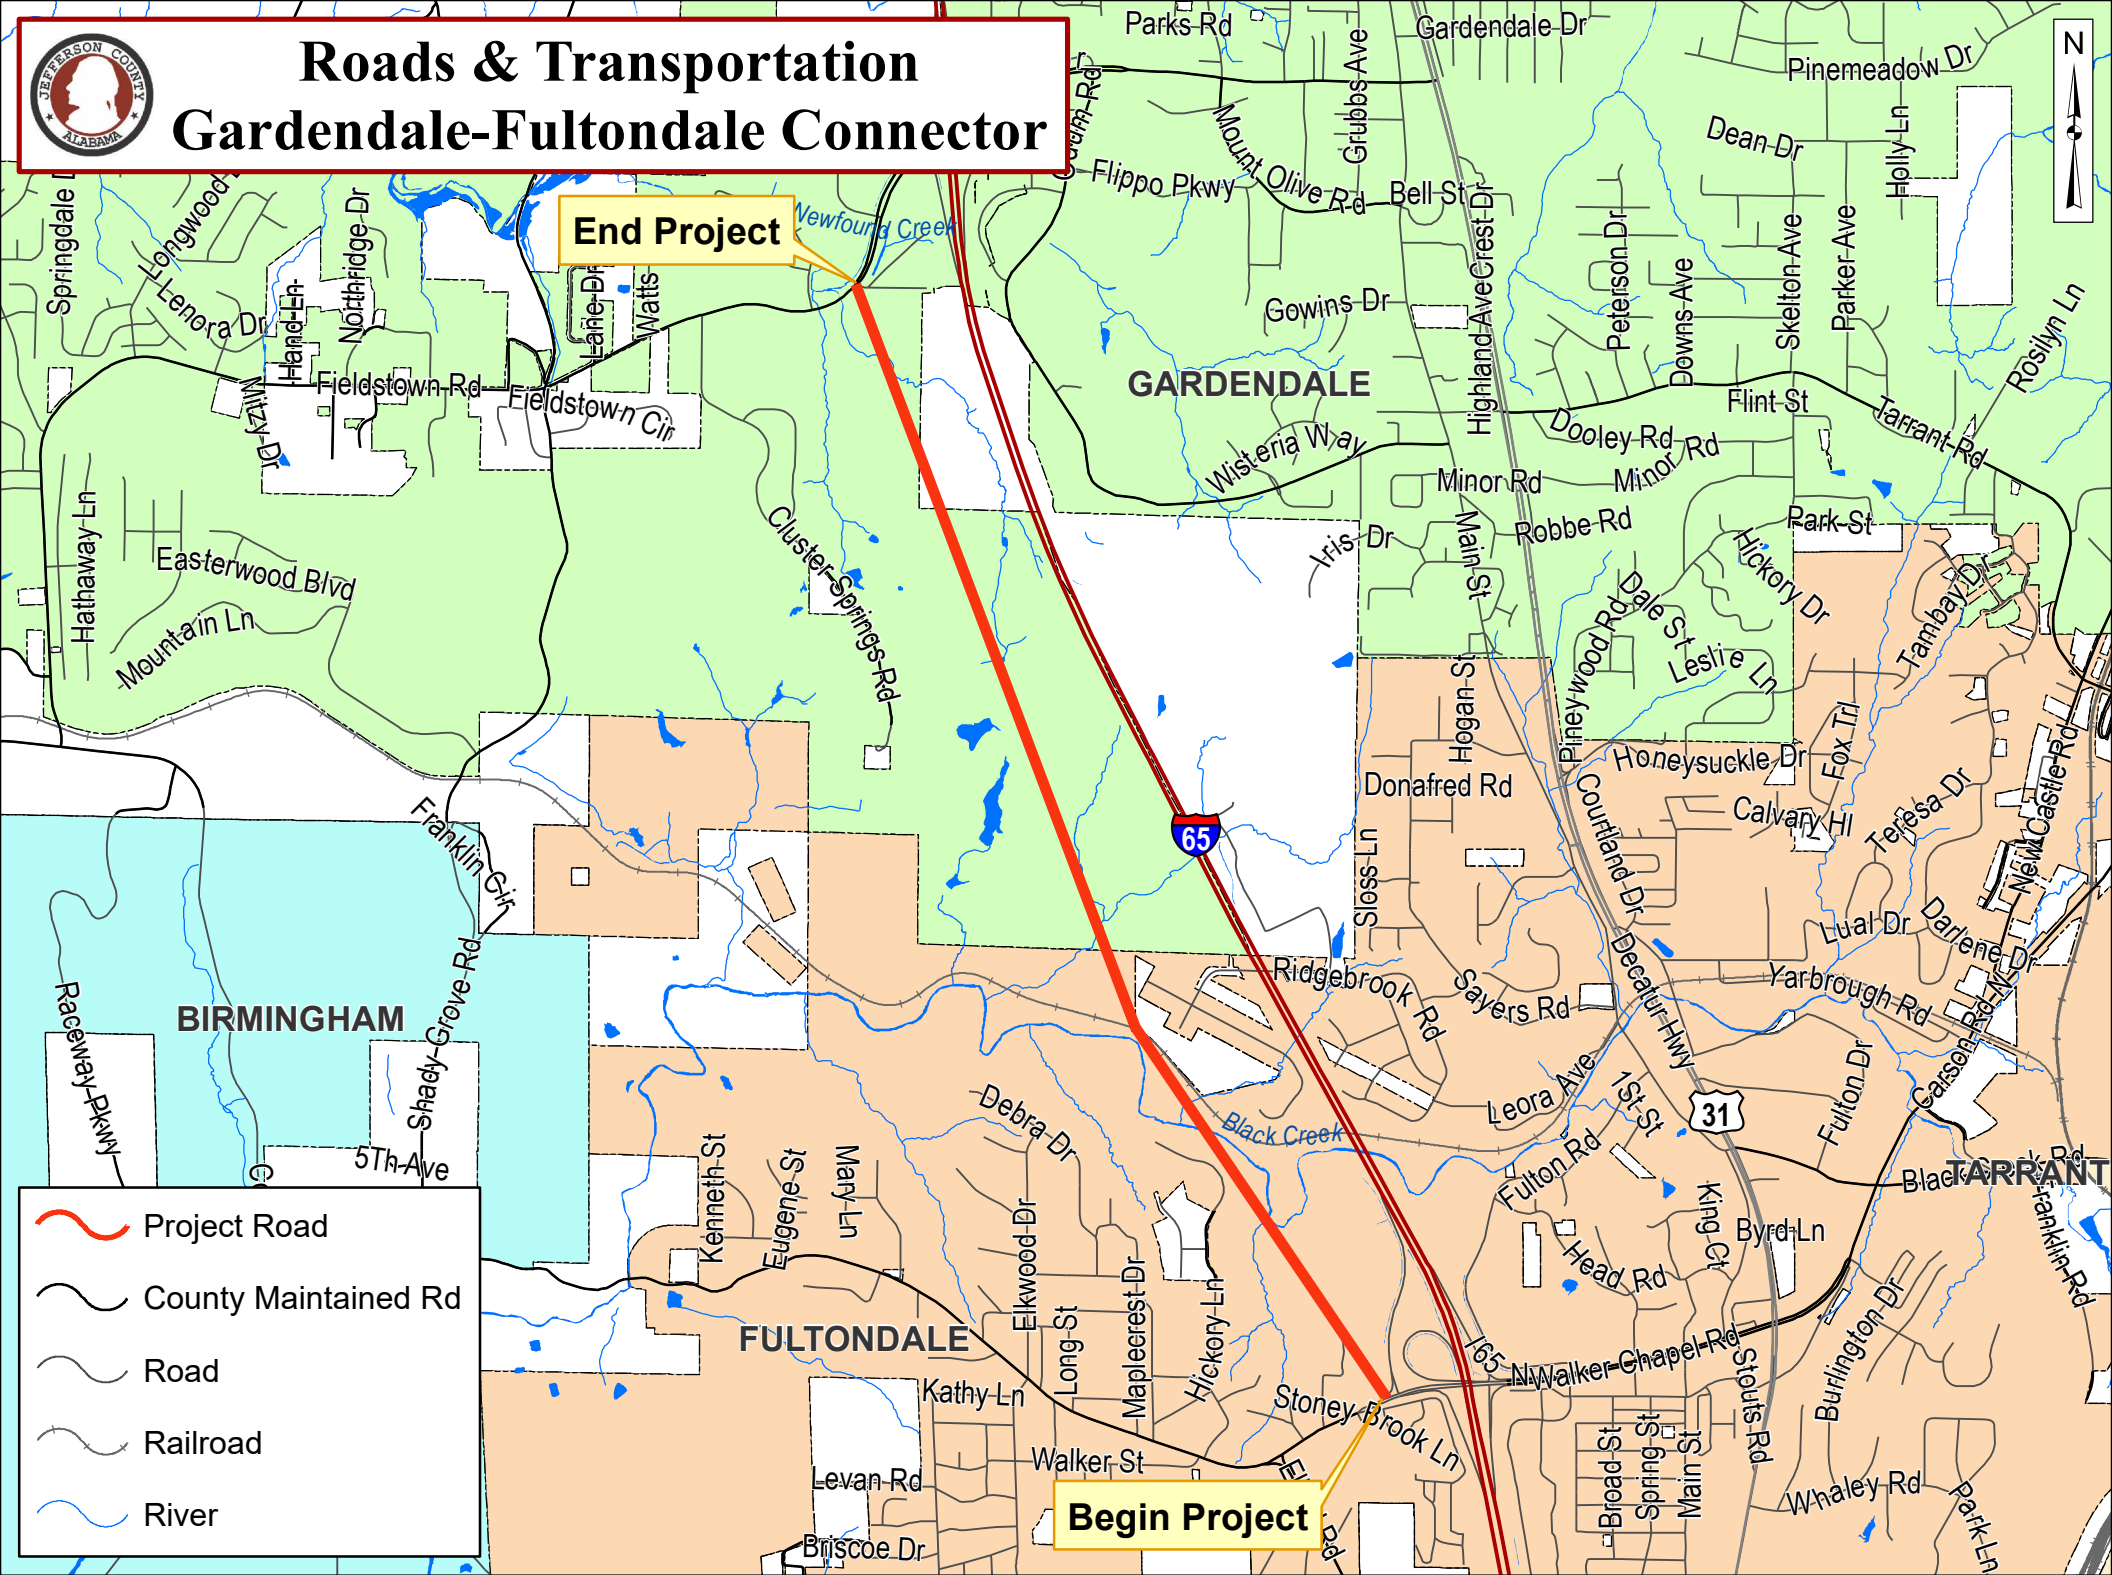 Roads & Transportation
Gardendale-Fultondale Connector
JEFFERSON COUNTY
ALABAMA
N
Parks Rd
Gardendale Dr
Pinemeadow Dr
Grubbs Ave
Mount Olive Rd
Flippo Pkwy
Bell St
Dean Dr
Holly Ln
Springdale
Longwood
Lenora Dr
Northridge Dr
Hand Ln
Lane Dr
Watts
End Project
Newfound Creek
Highland Ave
Crest Dr
Peterson Dr
Downs Ave
Skelton Ave
Parker Ave
Rosilyn Ln
Gowins Dr
GARDENDALE
Fieldstown Rd
Fieldstown Cir
Mitzy Dr
Flint St
Tarrant Rd
Dooley Rd
Wisteria Way
Minor Rd
Minor Rd
Robbe Rd
Park St
Hathaway Ln
Easterwood Blvd
Mountain Ln
Cluster Springs Rd
Iris Dr
Main St
Hickory Dr
Dale St
Leslie Ln
Tambay Dr
Pineywood Rd
Hogan St
Honeysuckle Dr
Fox Trl
Donafred Rd
Calvary Hl
Teresa Dr
New Castle Rd
Courtland Dr
Franklin Cir
65
Sloss Ln
Lual Dr
Darlene Dr
Yarbrough Rd
Ridgebrook Rd
Sayers Rd
Decatur Hwy
BIRMINGHAM
Raceway Pkwy
Shady Grove Rd
5Th Ave
Carson Rd N
Leora Ave
1St St
31
Fulton Dr
Debra Dr
Black Creek
Fulton Rd
Black Creek Rd
TARRANT
Franklin Rd
Kenneth St
Eugene St
Mary Ln
King Ct
Byrd Ln
Head Rd
Elkwood Dr
Long St
Maplecrest Dr
Hickory Ln
FULTONDALE
I65
N
Walker Chapel Rd
Stouts Rd
Burlington Dr
Kathy Ln
Stoney Brook Ln
Walker St
Levan Rd
Briscoe Dr
Rd
Begin Project
Broad St
Spring St
Main St
Whaley Rd
Park Ln
Project Road
County Maintained Rd
Road
Railroad
River